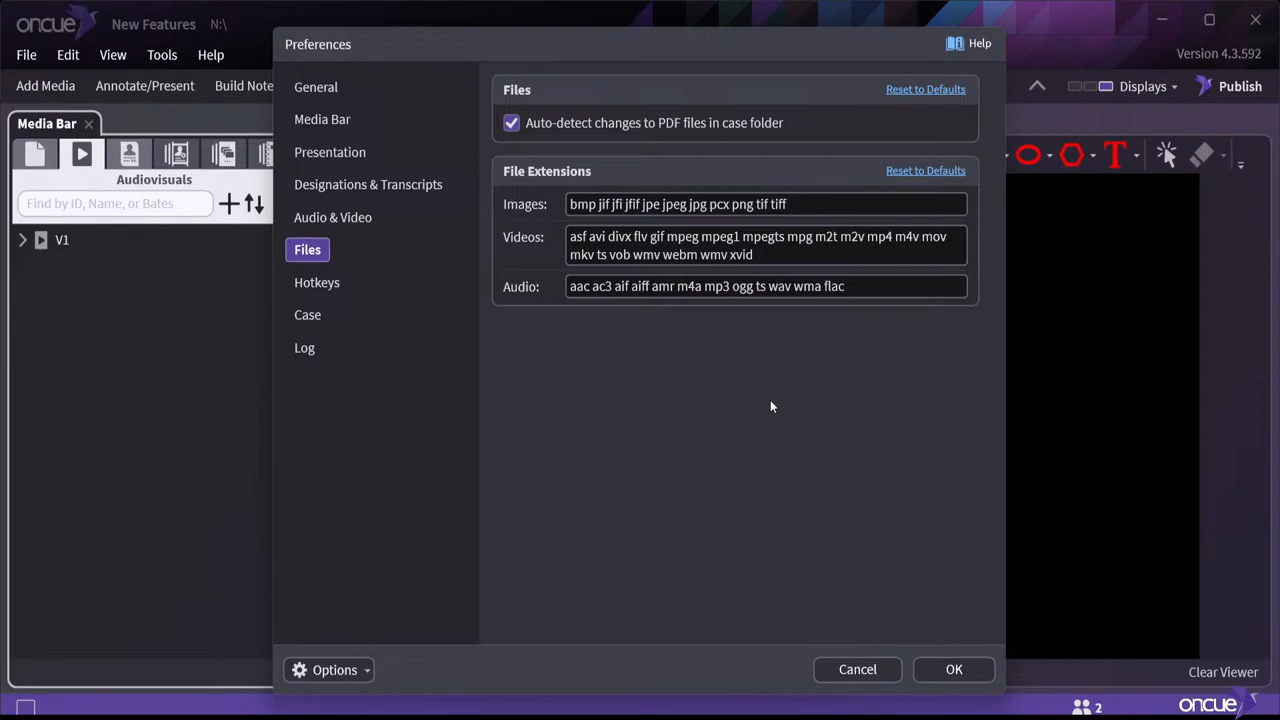 oncue New Features N:\
File Edit View Tools Help
Version 4.3.592
Add Media Annotate/Present Build Note
Displays Publish
Media Bar
Audiovisuals
Find by ID, Name, or Bates
V1
Preferences
Help
General
Media Bar
Presentation
Designations & Transcripts
Audio & Video
Files
Hotkeys
Case
Log
Files Reset to Defaults
Auto-detect changes to PDF files in case folder
File Extensions Reset to Defaults
Images: bmp jif jfi jfif jpe jpeg jpg pcx png tif tiff
Videos: asf avi divx flv gif mpeg mpeg1 mpegts mpg m2t m2v mp4 m4v mov
mkv ts vob wmv webm wmv xvid
Audio: aac ac3 aif aiff amr m4a mp3 ogg ts wav wma flac
T
Options Cancel OK
Clear Viewer
2 oncue